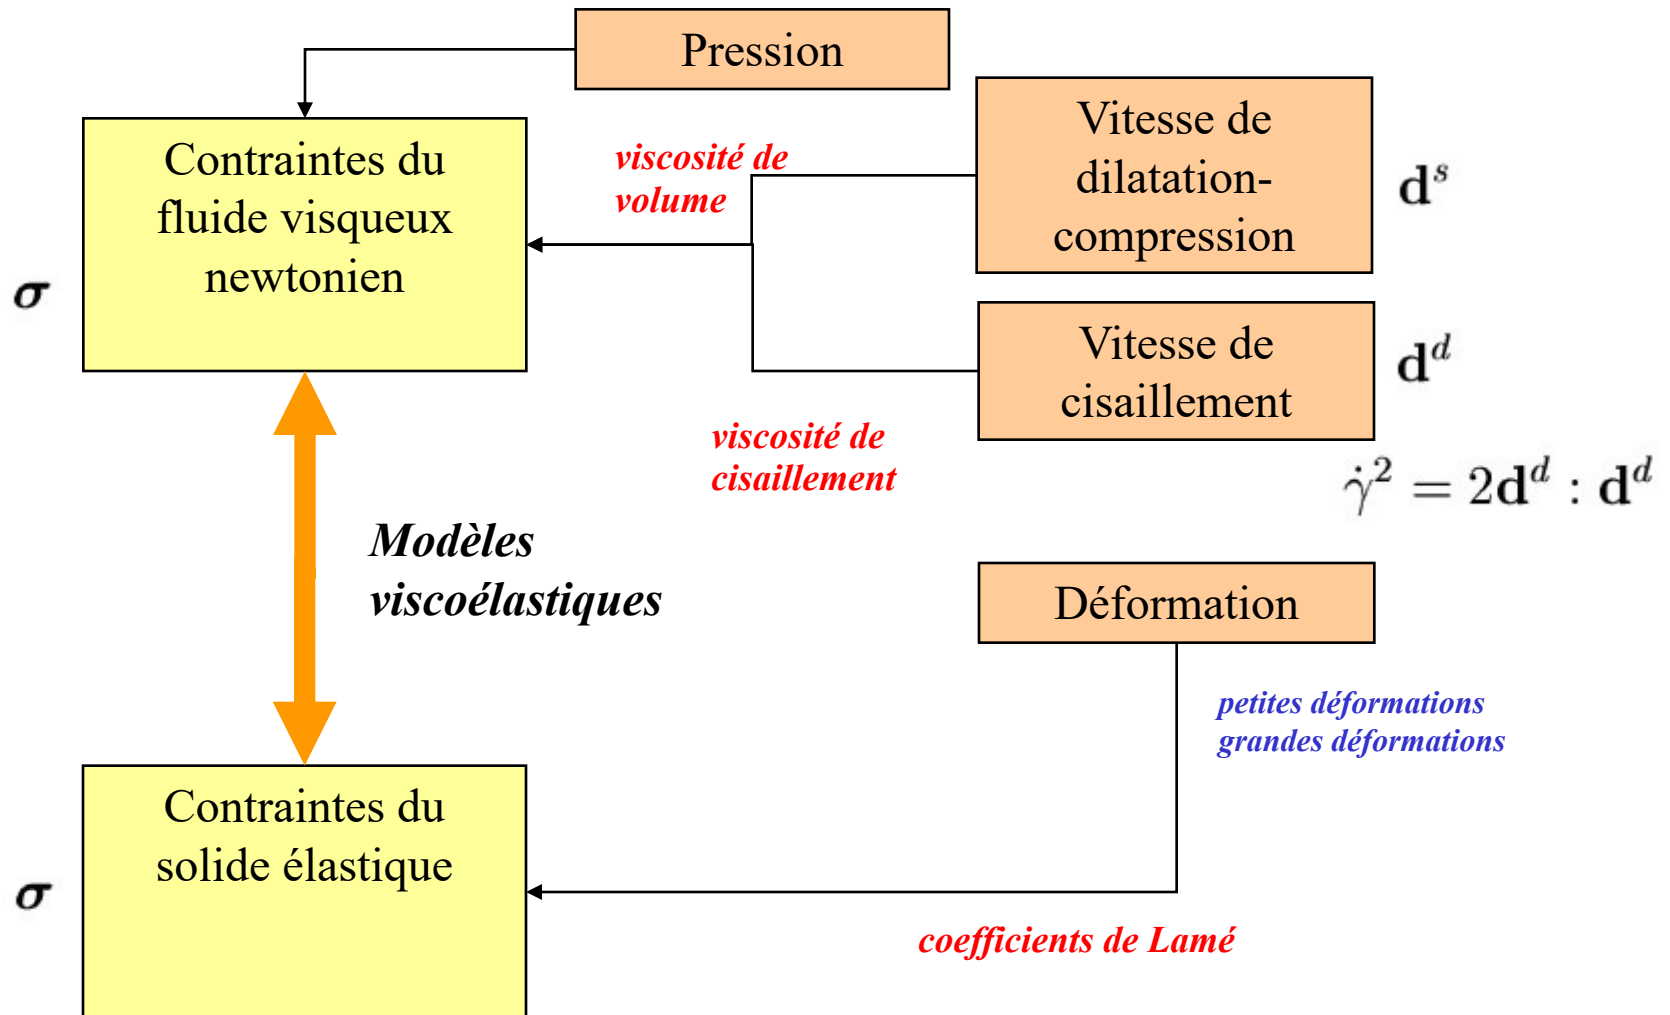 Pression
Contraintes du
fluide visqueux
newtonien
σ
viscosité de
volume
Vitesse de
dilatation-
compression
d^s
Vitesse de
cisaillement
d^d
viscosité de
cisaillement
γ̇² = 2d^d : d^d
Modèles
viscoélastiques
Déformation
petites déformations
grandes déformations
Contraintes du
solide élastique
σ
coefficients de Lamé